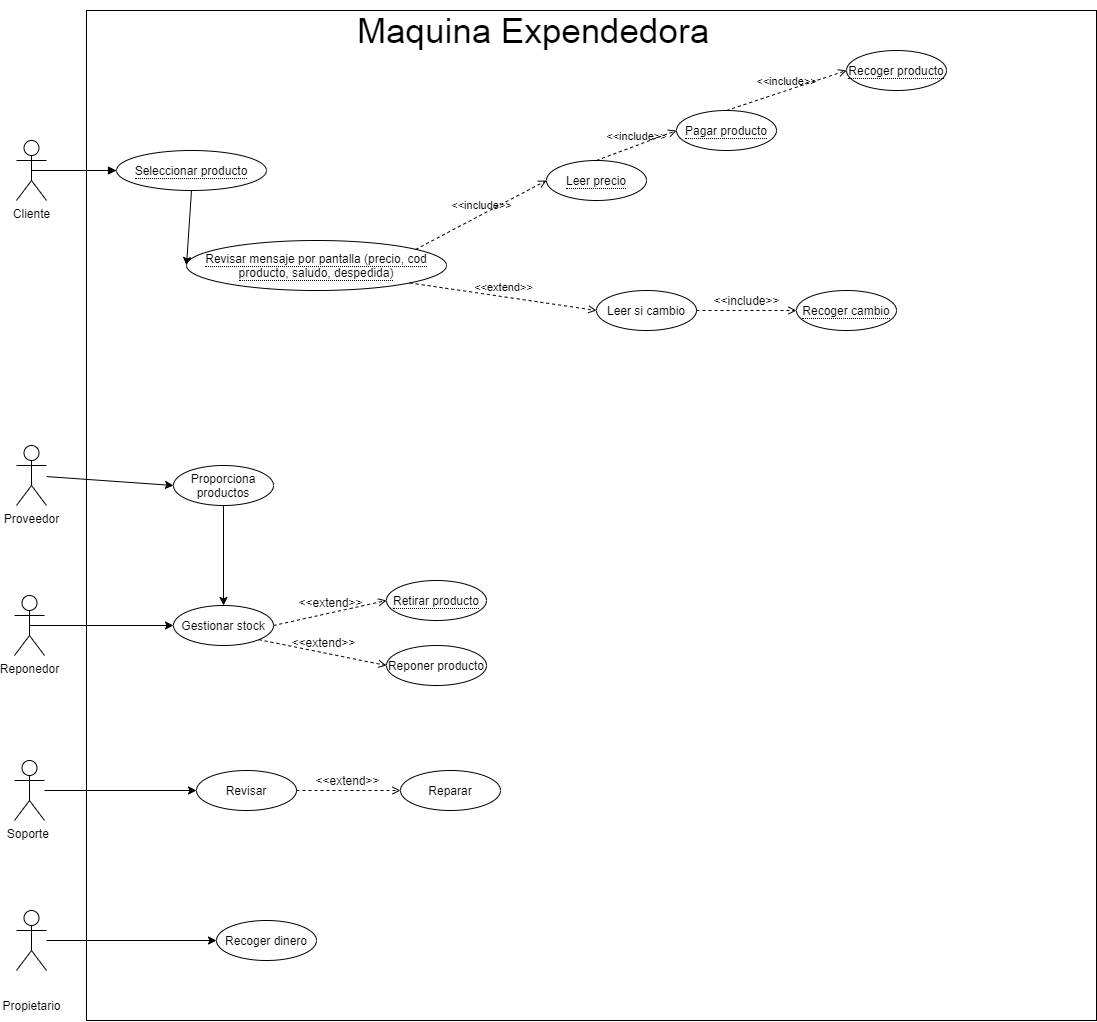 Maquina Expendedora
Recoger producto
<<include>>
Pagar producto
<<include>>
Seleccionar producto
Leer precio
Cliente
<<include>>
Revisar mensaje por pantalla (precio, cod
producto, saludo, despedida)
<<extend>>
Leer si cambio
<<include>>
Recoger cambio
Proporciona
productos
Proveedor
<<extend>>
Retirar producto
Gestionar stock
<<extend>>
Reponer producto
Reponedor
Revisar
<<extend>>
Reparar
Soporte
Recoger dinero
Propietario